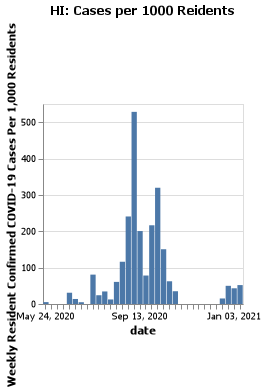 HI: Cases per 1000 Reidents
Weekly Resident Confirmed COVID-19 Cases Per 1,000 Residents
500
400
300
200
100
0
May 24, 2020 Sep 13, 2020 Jan 03, 2021
date